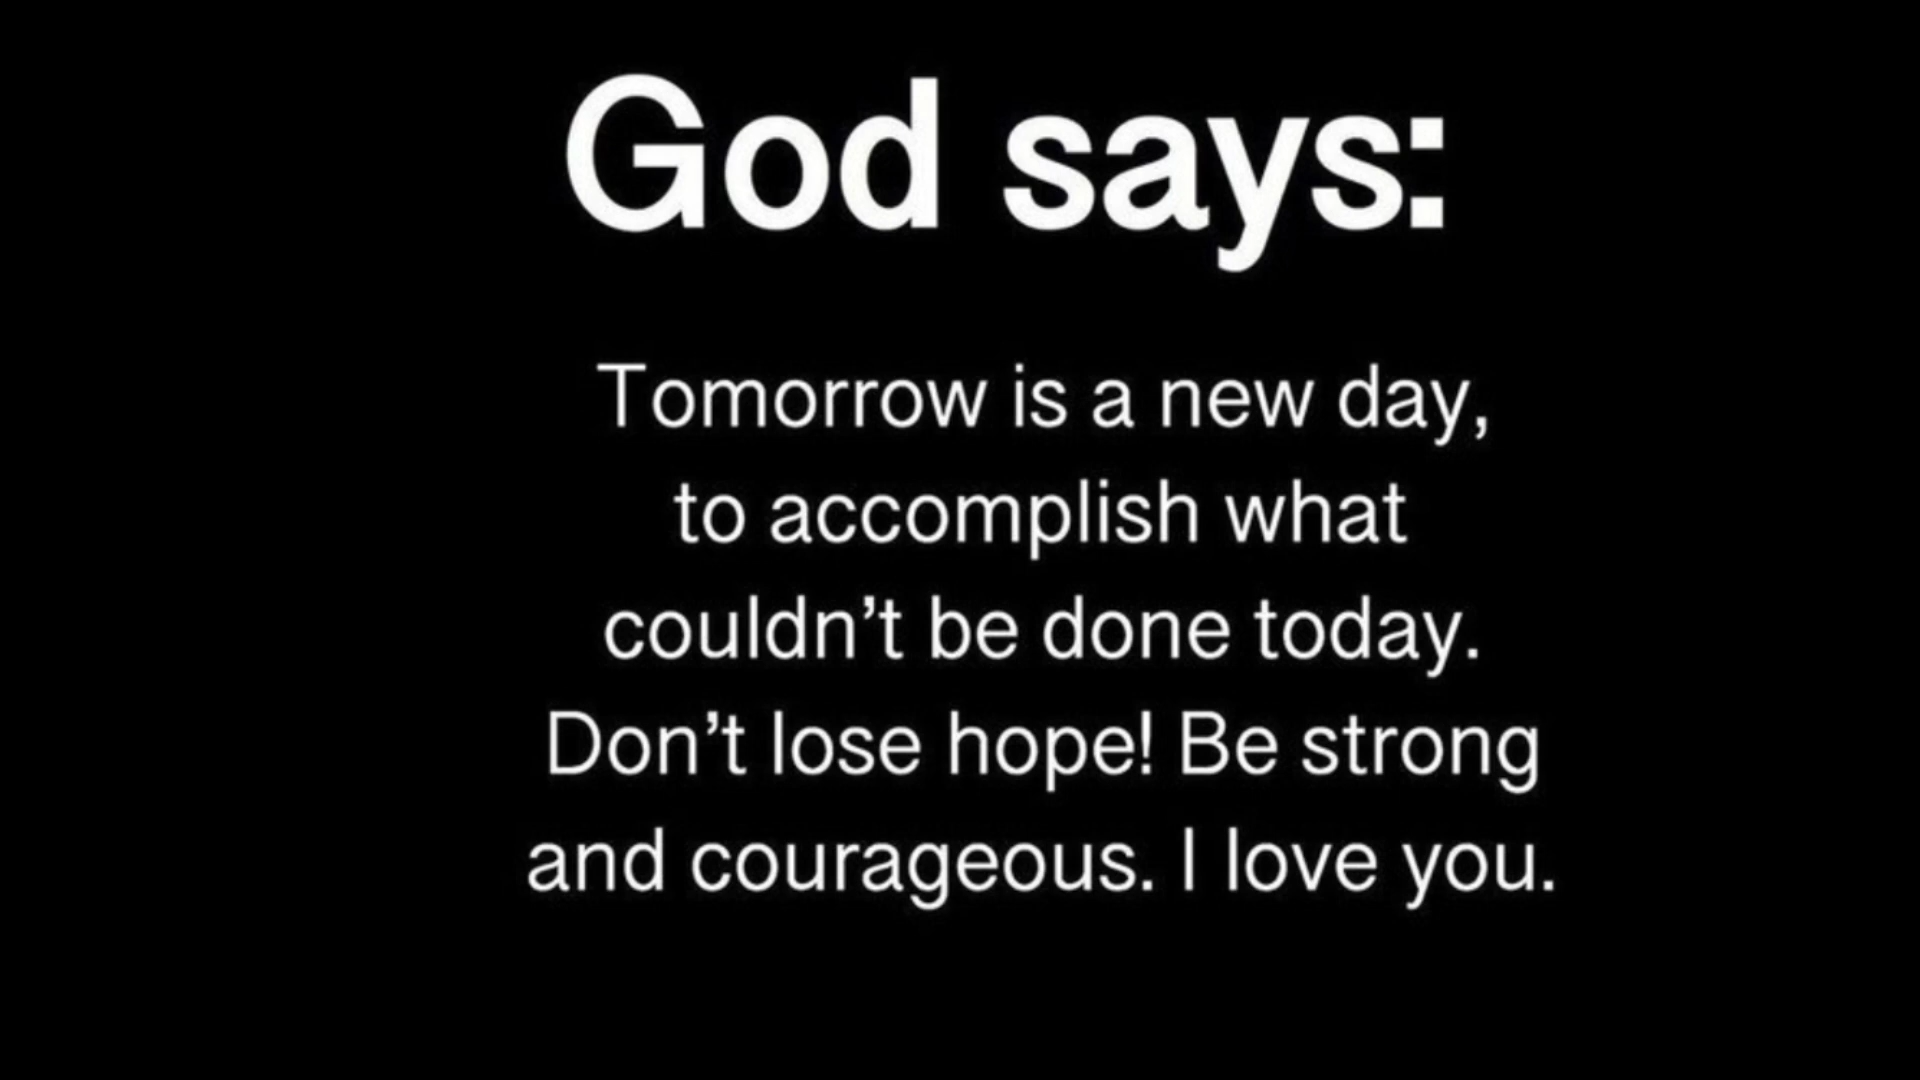 God says:
Tomorrow is a new day,
to accomplish what
couldn’t be done today.
Don’t lose hope! Be strong
and courageous. I love you.